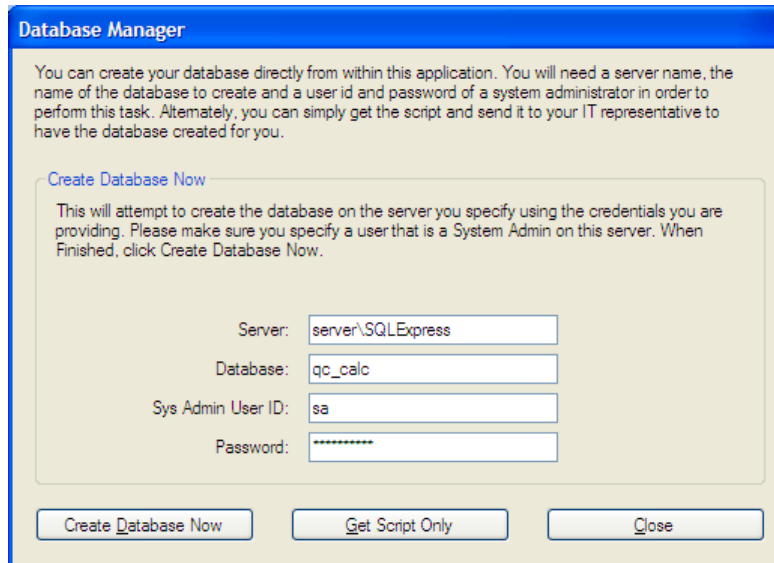 Database Manager
You can create your database directly from within this application. You will need a server name, the
name of the database to create and a user id and password of a system administrator in order to
perform this task. Alternately, you can simply get the script and send it to your IT representative to
have the database created for you.
Create Database Now
This will attempt to create the database on the server you specify using the credentials you are
providing. Please make sure you specify a user that is a System Admin on this server. When
Finished, click Create Database Now.
Server: server\SQLExpress
Database: qc_calc
Sys Admin User ID: sa
Password: **********
Create Database Now Get Script Only Close